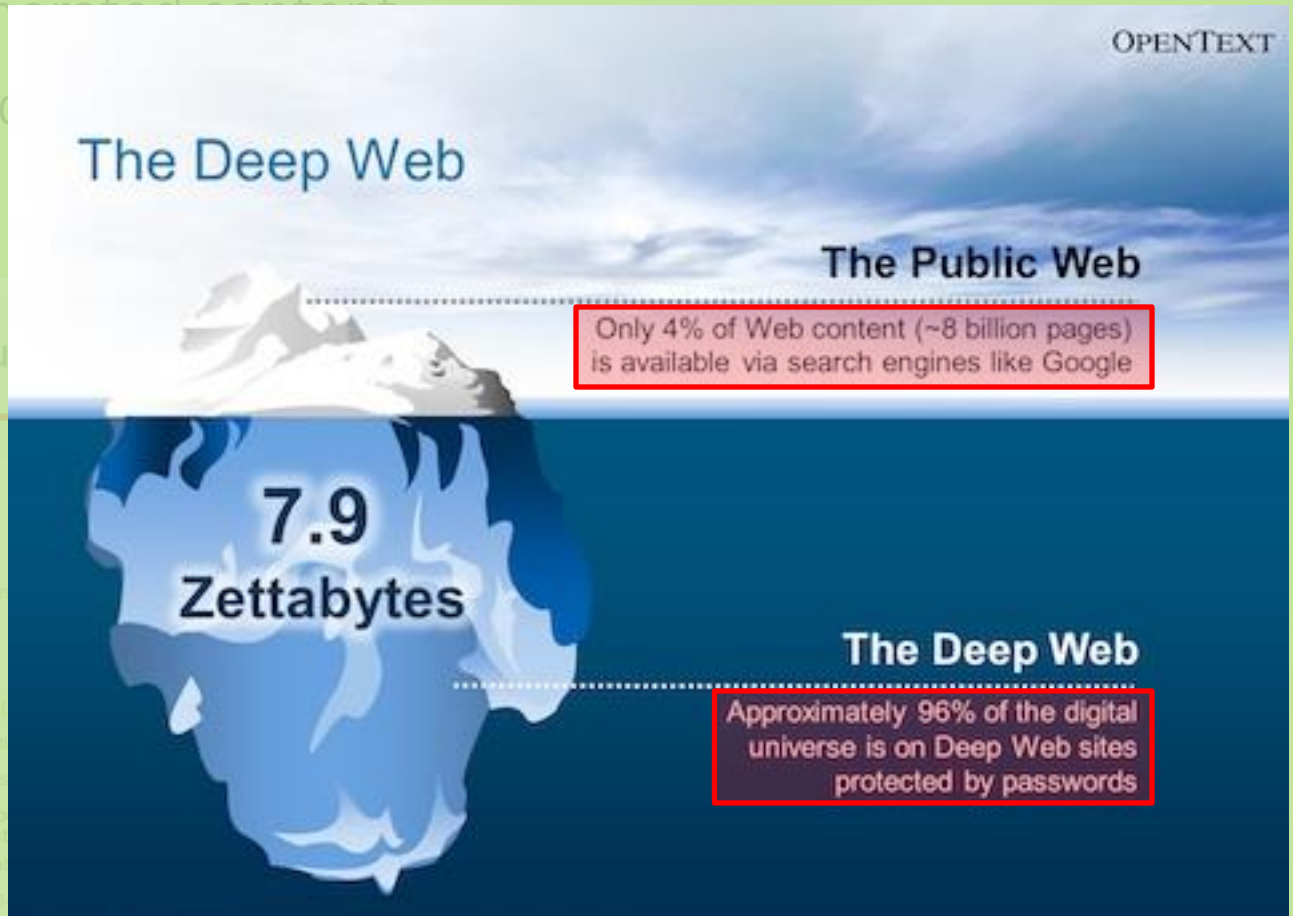 OPENTEXT
The Deep Web
The Public Web
Only 4% of Web content (~8 billion pages)
is available via search engines like Google
7.9
Zettabytes
The Deep Web
Approximately 96% of the digital
universe is on Deep Web sites
protected by passwords